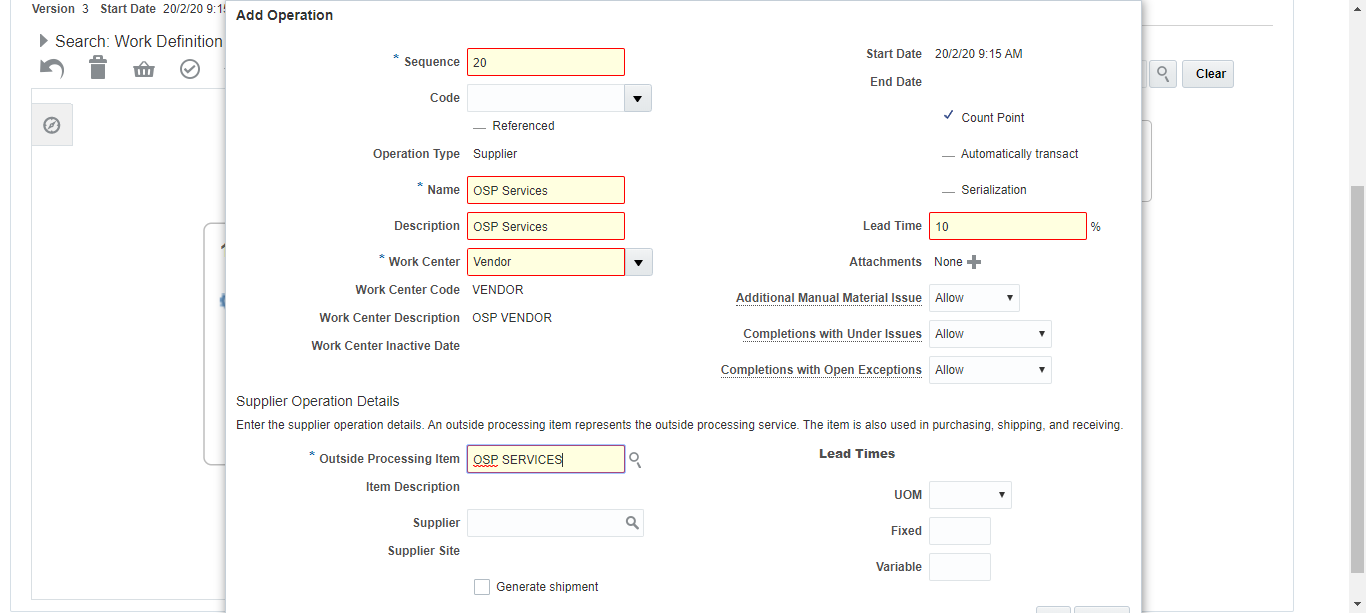 Version 3 Start Date 20/2/20 9:1
Search: Work Definition
Clear
Add Operation
* Sequence 20
Code
Referenced
Operation Type Supplier
* Name OSP Services
Description OSP Services
* Work Center Vendor
Work Center Code VENDOR
Work Center Description OSP VENDOR
Work Center Inactive Date
Start Date 20/2/20 9:15 AM
End Date
Count Point
Automatically transact
Serialization
Lead Time 10 %
Attachments None
Additional Manual Material Issue Allow
Completions with Under Issues Allow
Completions with Open Exceptions Allow
Supplier Operation Details
Enter the supplier operation details. An outside processing item represents the outside processing service. The item is also used in purchasing, shipping, and receiving.
* Outside Processing Item OSP SERVICES
Item Description
Supplier
Supplier Site
Generate shipment
Lead Times
UOM
Fixed
Variable